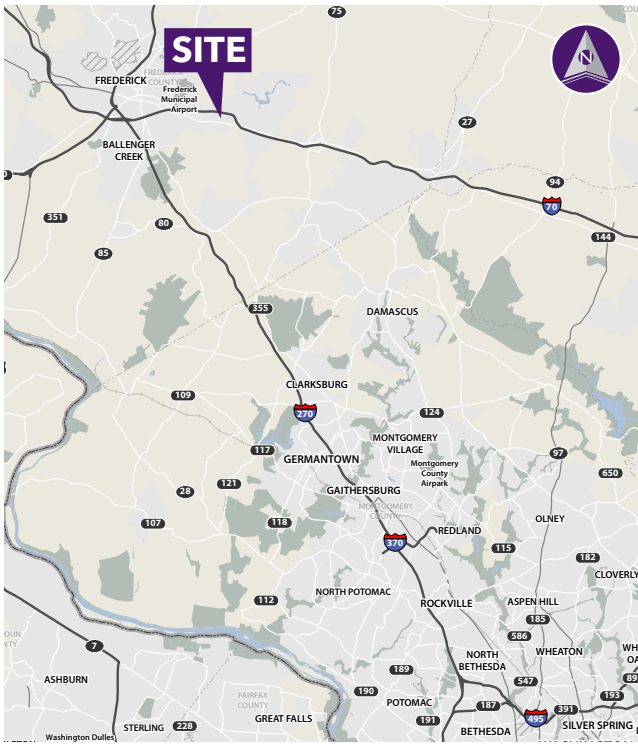 75
SITE
N
FREDERICK
FREDERICK
COUNTY
Frederick
Municipal
Airport
27
BALLENGER
CREEK
94
70
351
80
144
85
355
DAMASCUS
CLARKSBURG
109
270
124
MONTGOMERY
VILLAGE
117
97
GERMANTOWN
Montgomery
County
Airpark
650
121
28
GAITHERSBURG
MONTGOMERY
COUNTY
107
118
OLNEY
REDLAND
370
115
182
CLOVERLY
NORTH POTOMAC
112
ROCKVILLE
ASPEN HILL
185
586
7
WHEATON
NORTH
BETHESDA
189
ASHBURN
547
190
193
FAIRFAX
COUNTY
POTOMAC
187
391
GREAT FALLS
191
495
STERLING
228
SILVER SPRING
BETHESDA
Washington Dulles